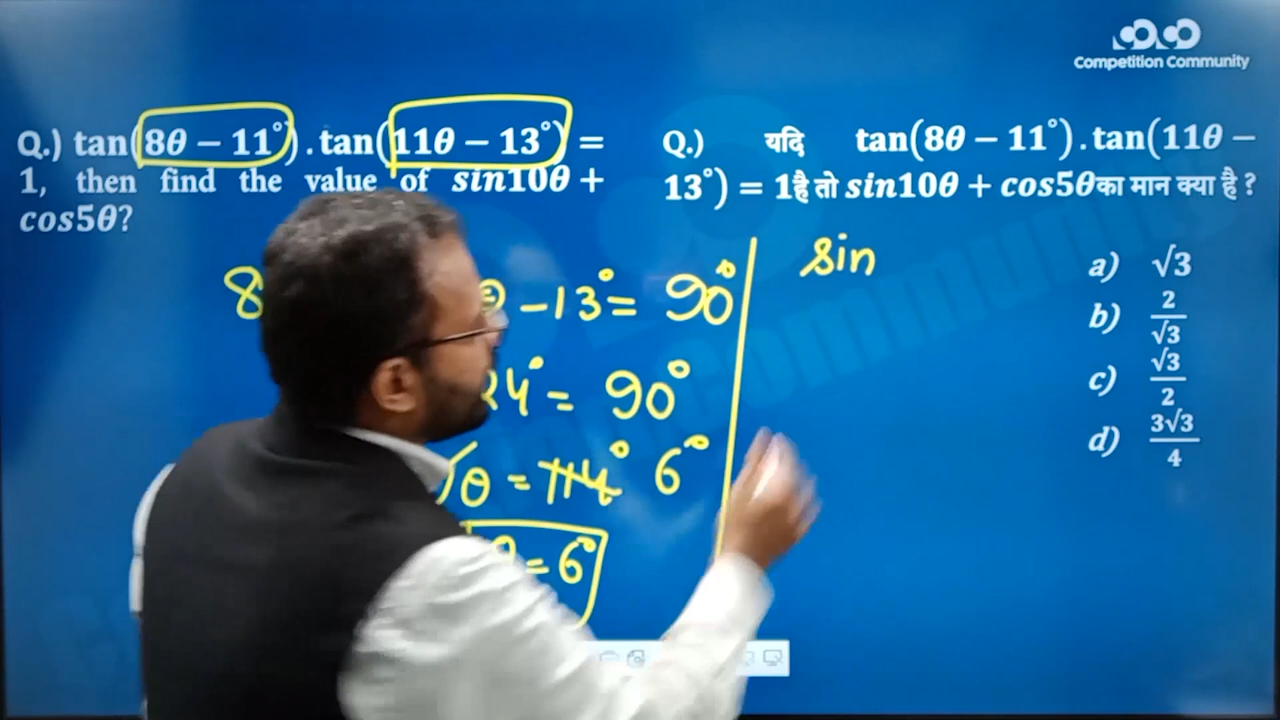 Competition Community
Q.) tan(8θ − 11°).tan(11θ − 13°) =
1, then find the value of sin10θ +
cos5θ?
Q.) यदि tan(8θ − 11°).tan(11θ −
13°) = 1है तो sin10θ + cos5θका मान क्या है ?
8 −13°= 90°
24° = 90°
θ = 114° 6°
= 6°
sin
a) √3
b) 2/√3
c) √3/2
d) 3√3/4